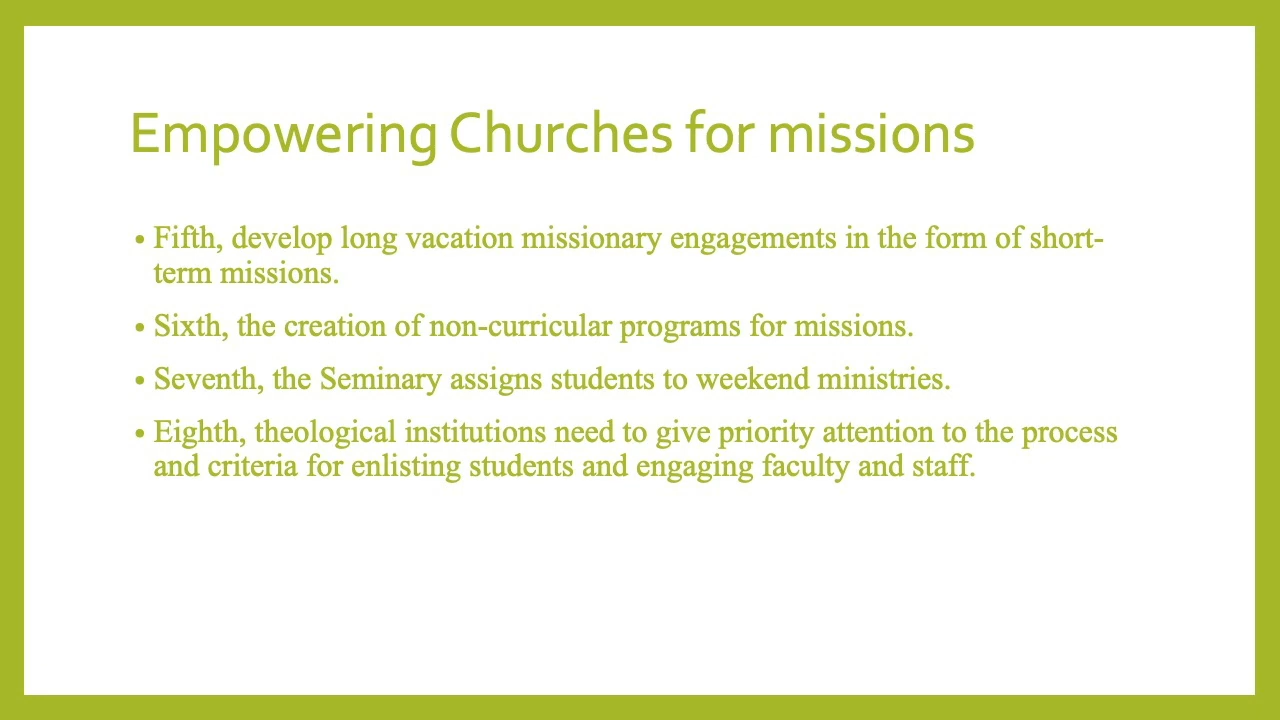 Empowering Churches for missions
• Fifth, develop long vacation missionary engagements in the form of short-
term missions.
• Sixth, the creation of non-curricular programs for missions.
• Seventh, the Seminary assigns students to weekend ministries.
• Eighth, theological institutions need to give priority attention to the process
and criteria for enlisting students and engaging faculty and staff.